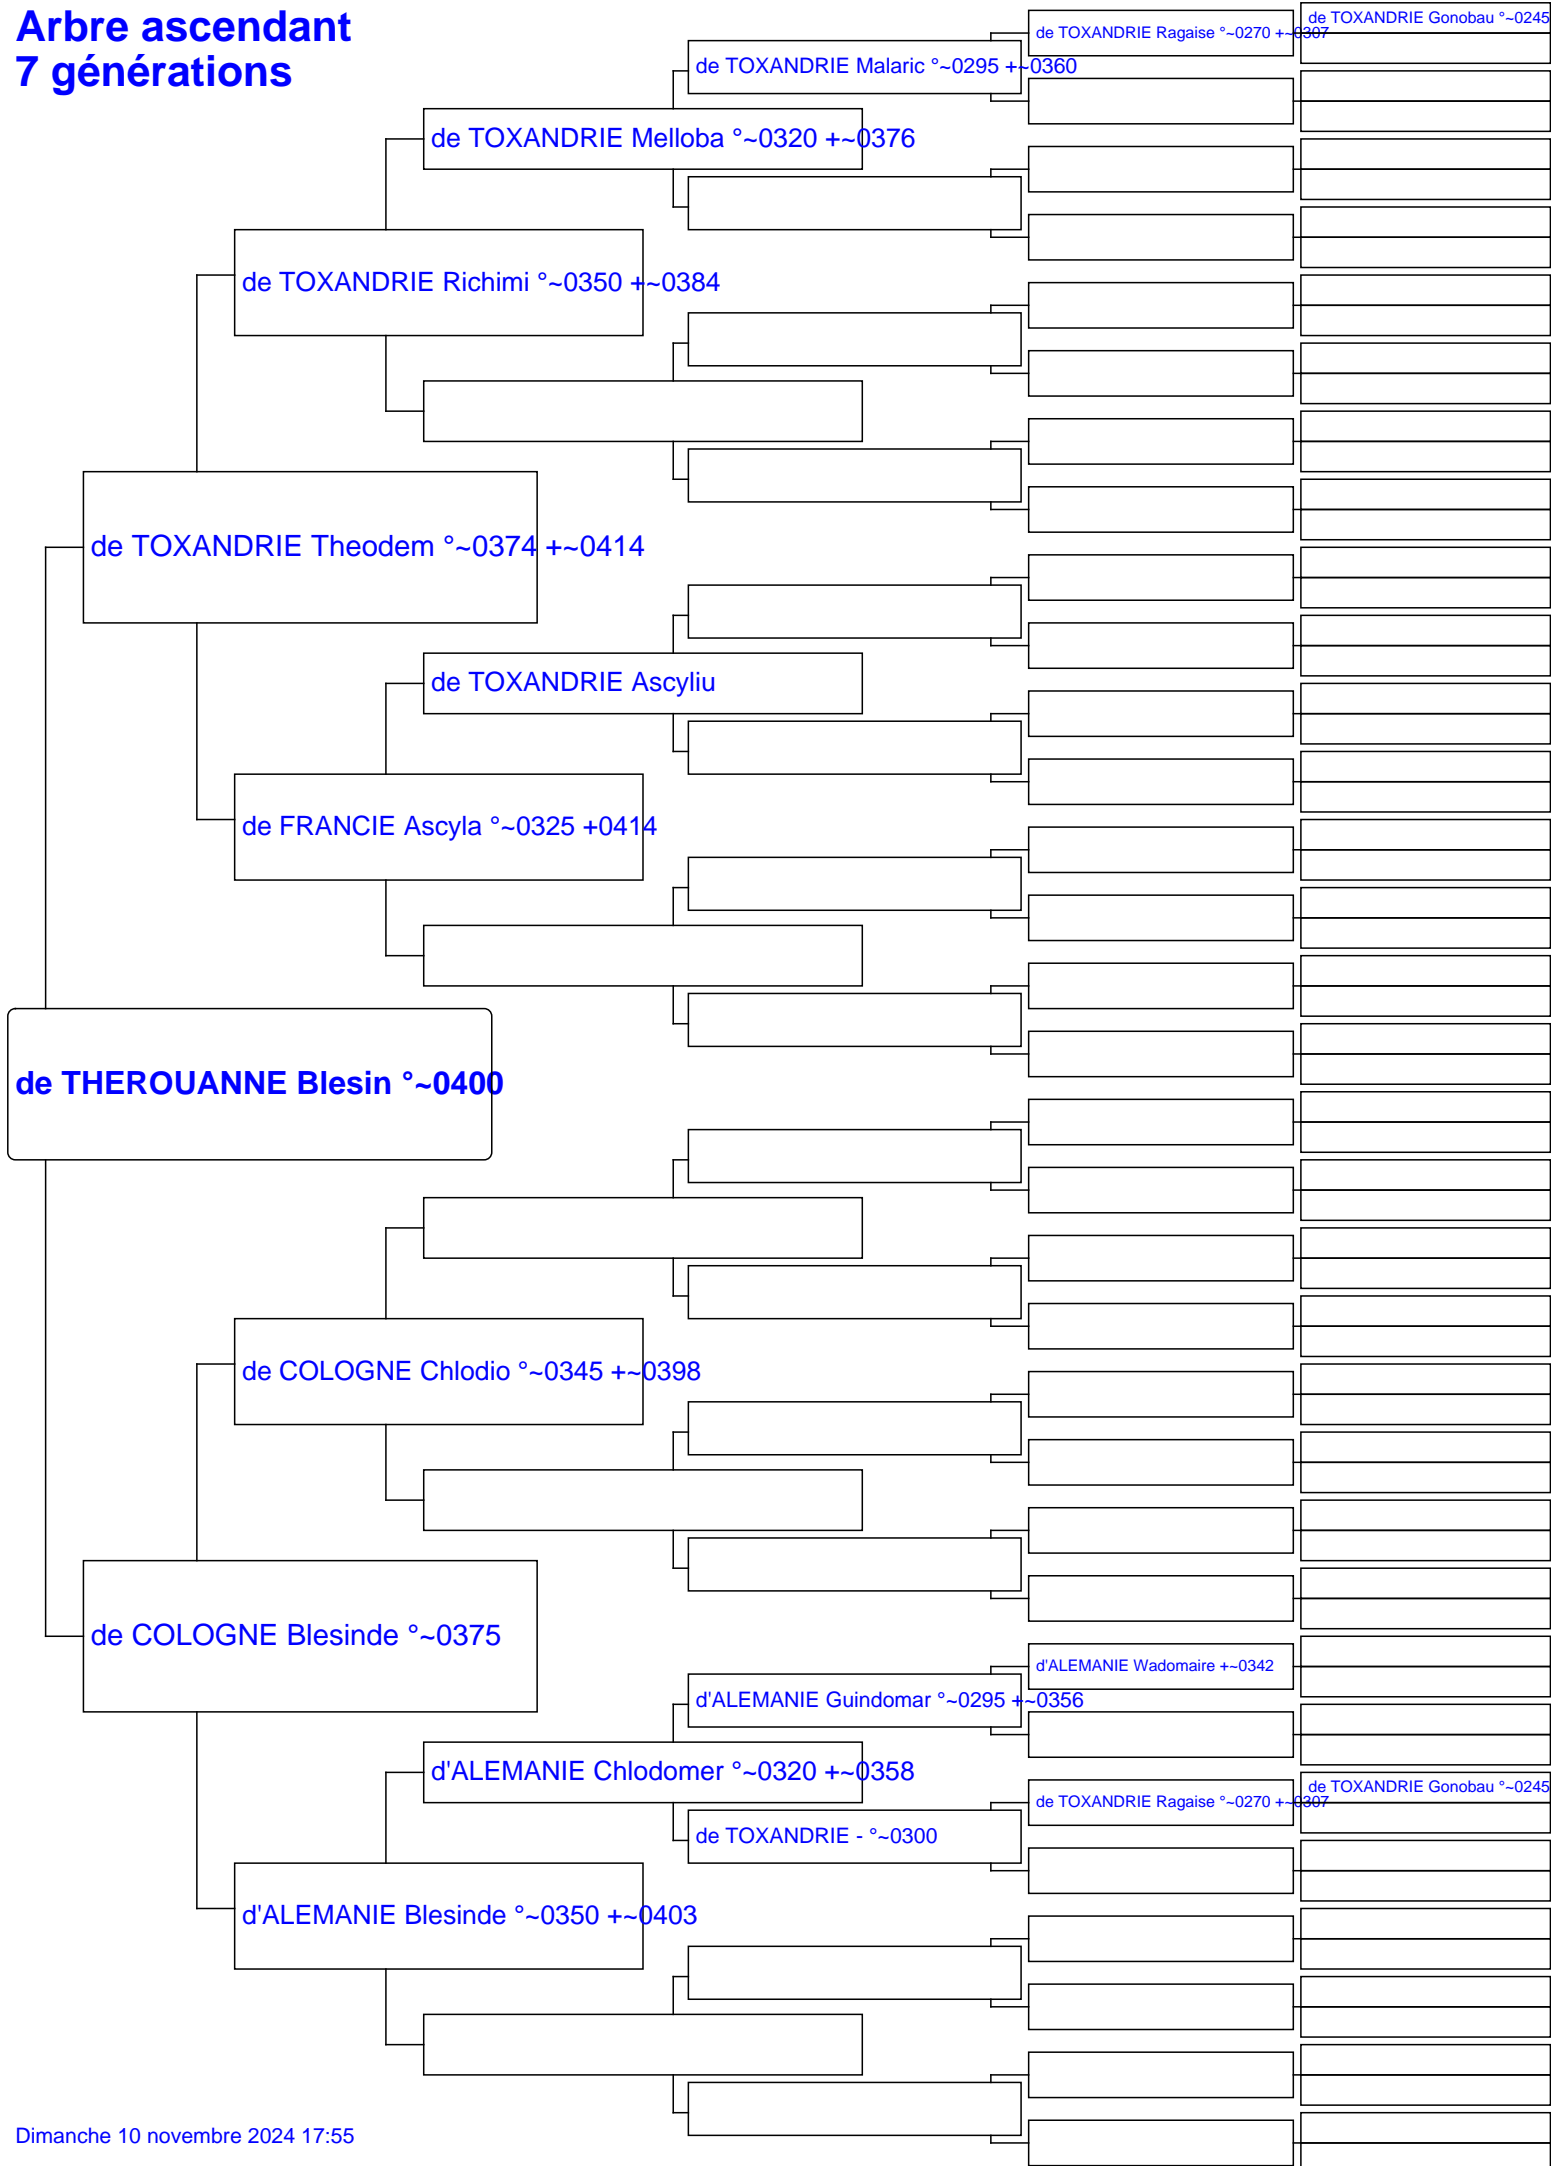 Arbre ascendant
7 générations
de TOXANDRIE Gonobau °~0245
de TOXANDRIE Ragaise °~0270 +~0307
de TOXANDRIE Malaric °~0295 +~0360
de TOXANDRIE Melloba °~0320 +~0376
de TOXANDRIE Richimi °~0350 +~0384
de TOXANDRIE Theodem °~0374 +~0414
de TOXANDRIE Ascyliu
de FRANCIE Ascyla °~0325 +0414
de THEROUANNE Blesin °~0400
de COLOGNE Chlodio °~0345 +~0398
de COLOGNE Blesinde °~0375
d'ALEMANIE Wadomaire +~0342
d'ALEMANIE Guindomar °~0295 +~0356
d'ALEMANIE Chlodomer °~0320 +~0358
de TOXANDRIE Gonobau °~0245
de TOXANDRIE Ragaise °~0270 +~0307
de TOXANDRIE - °~0300
d'ALEMANIE Blesinde °~0350 +~0403
Dimanche 10 novembre 2024 17:55